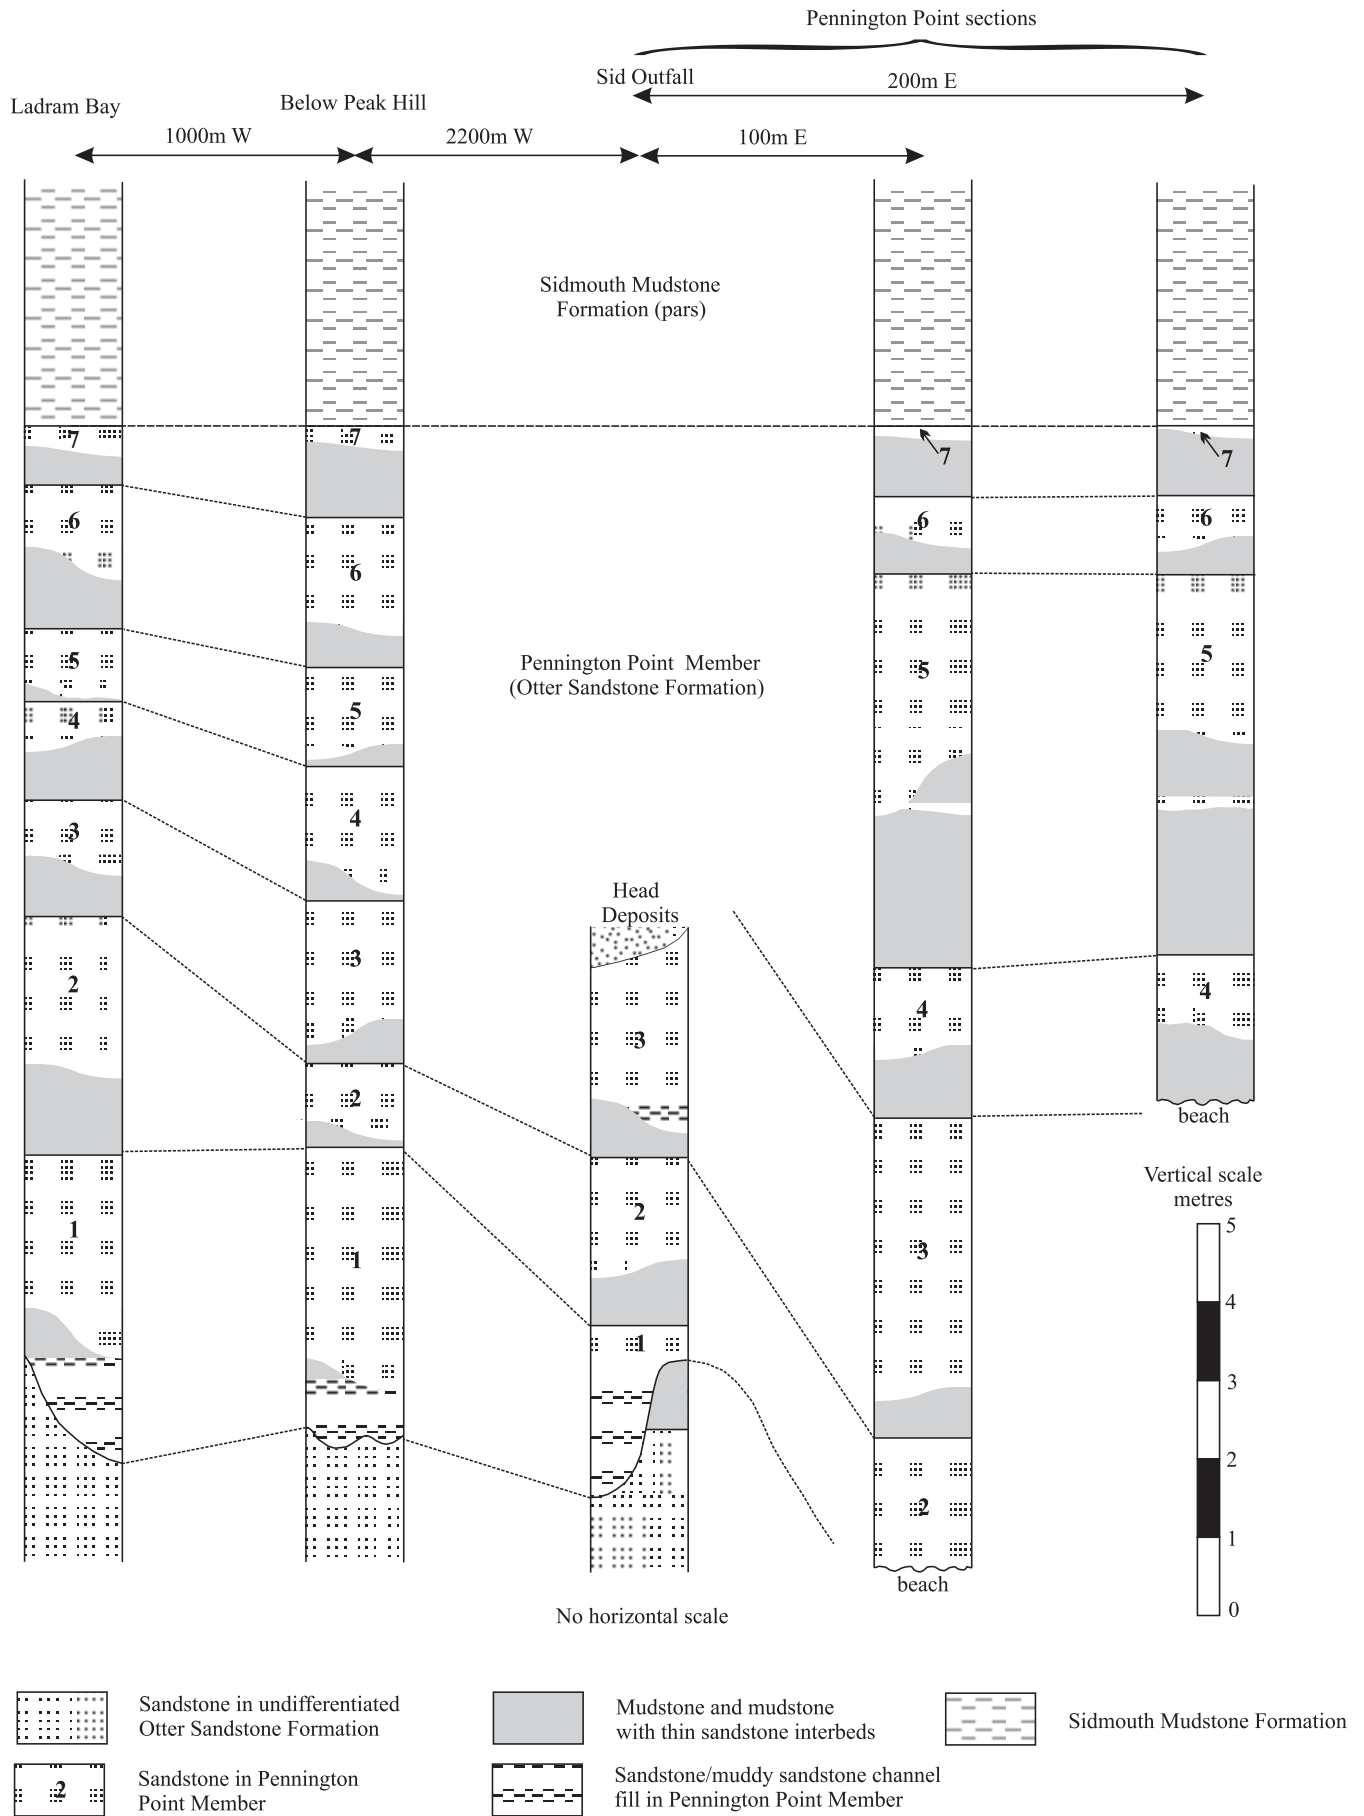 Pennington Point sections
Sid Outfall
200m E
Ladram Bay
Below Peak Hill
1000m W
2200m W
100m E
Sidmouth Mudstone
Formation (pars)
7
7
7
7
6
6
6
6
5
5
5
5
Pennington Point Member
(Otter Sandstone Formation)
4
4
4
4
3
3
3
3
Head
Deposits
2
2
2
2
1
1
1
beach
beach
Vertical scale
metres
5
4
3
2
1
0
No horizontal scale
Sandstone in undifferentiated
Otter Sandstone Formation
Mudstone and mudstone
with thin sandstone interbeds
Sidmouth Mudstone Formation
2
Sandstone in Pennington
Point Member
Sandstone/muddy sandstone channel
fill in Pennington Point Member